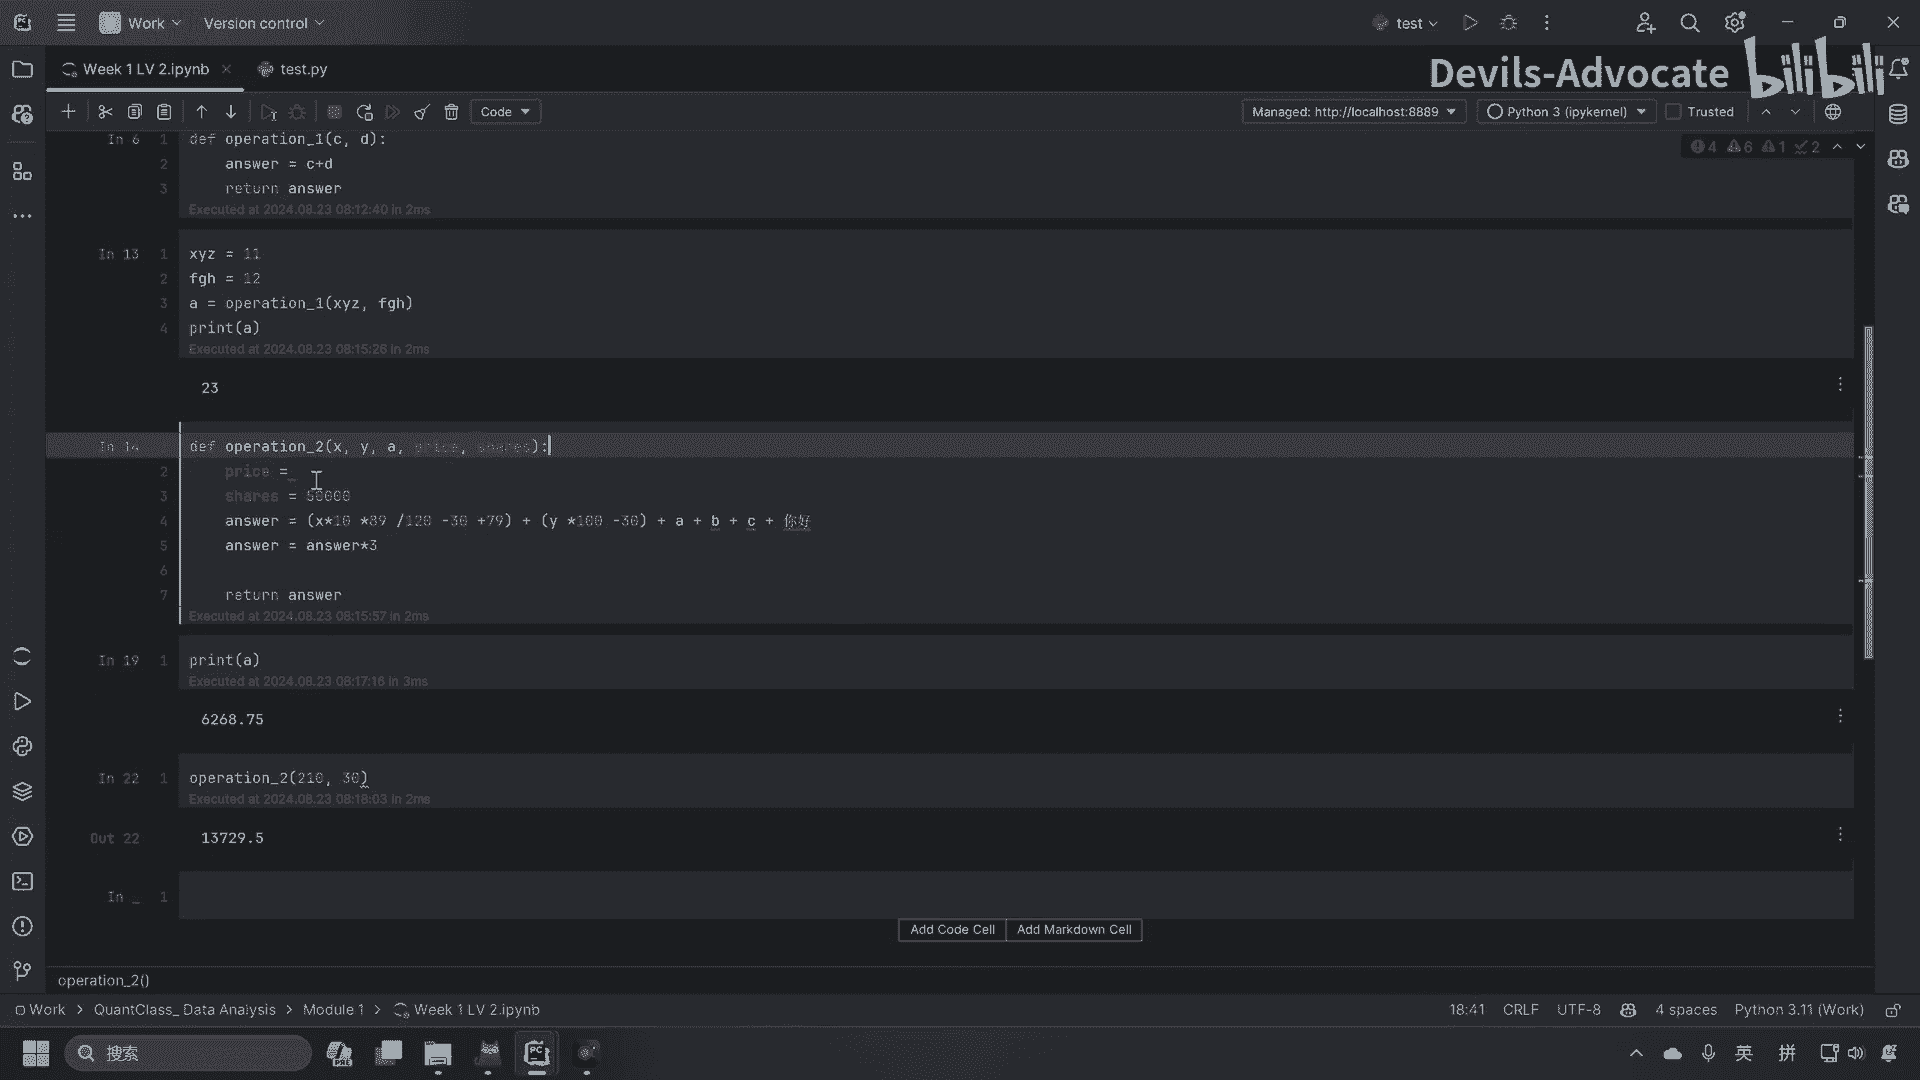 Work
Version control
test
Devils-Advocate bilibili
Week 1 LV 2.ipynb
test.py
Code
Managed: http://localhost:8889
Python 3 (ipykernel)
Trusted
4 6 1 2
In 6
1 def operation_1(c, d):
2 answer = c+d
3 return answer
Executed at 2024.08.23 08:12:40 in 2ms
In 13
1 xyz = 11
2 fgh = 12
3 a = operation_1(xyz, fgh)
4 print(a)
Executed at 2024.08.23 08:15:26 in 2ms
23
In 14
def operation_2(x, y, a, price, shares):
2 price =
3 shares = 50000
4 answer = (x*10 *89 /120 -30 +79) + (y *100 -30) + a + b + c + 你好
5 answer = answer*3
6
7 return answer
Executed at 2024.08.23 08:15:57 in 2ms
In 19
1 print(a)
Executed at 2024.08.23 08:17:16 in 3ms
6268.75
In 22
1 operation_2(210, 30)
Executed at 2024.08.23 08:18:03 in 2ms
Out 22
13729.5
In _
1
Add Code Cell
Add Markdown Cell
operation_2()
Work > QuantClass_ Data Analysis > Module 1 > Week 1 LV 2.ipynb
18:41 CRLF UTF-8 4 spaces Python 3.11 (Work)
搜索
英
拼